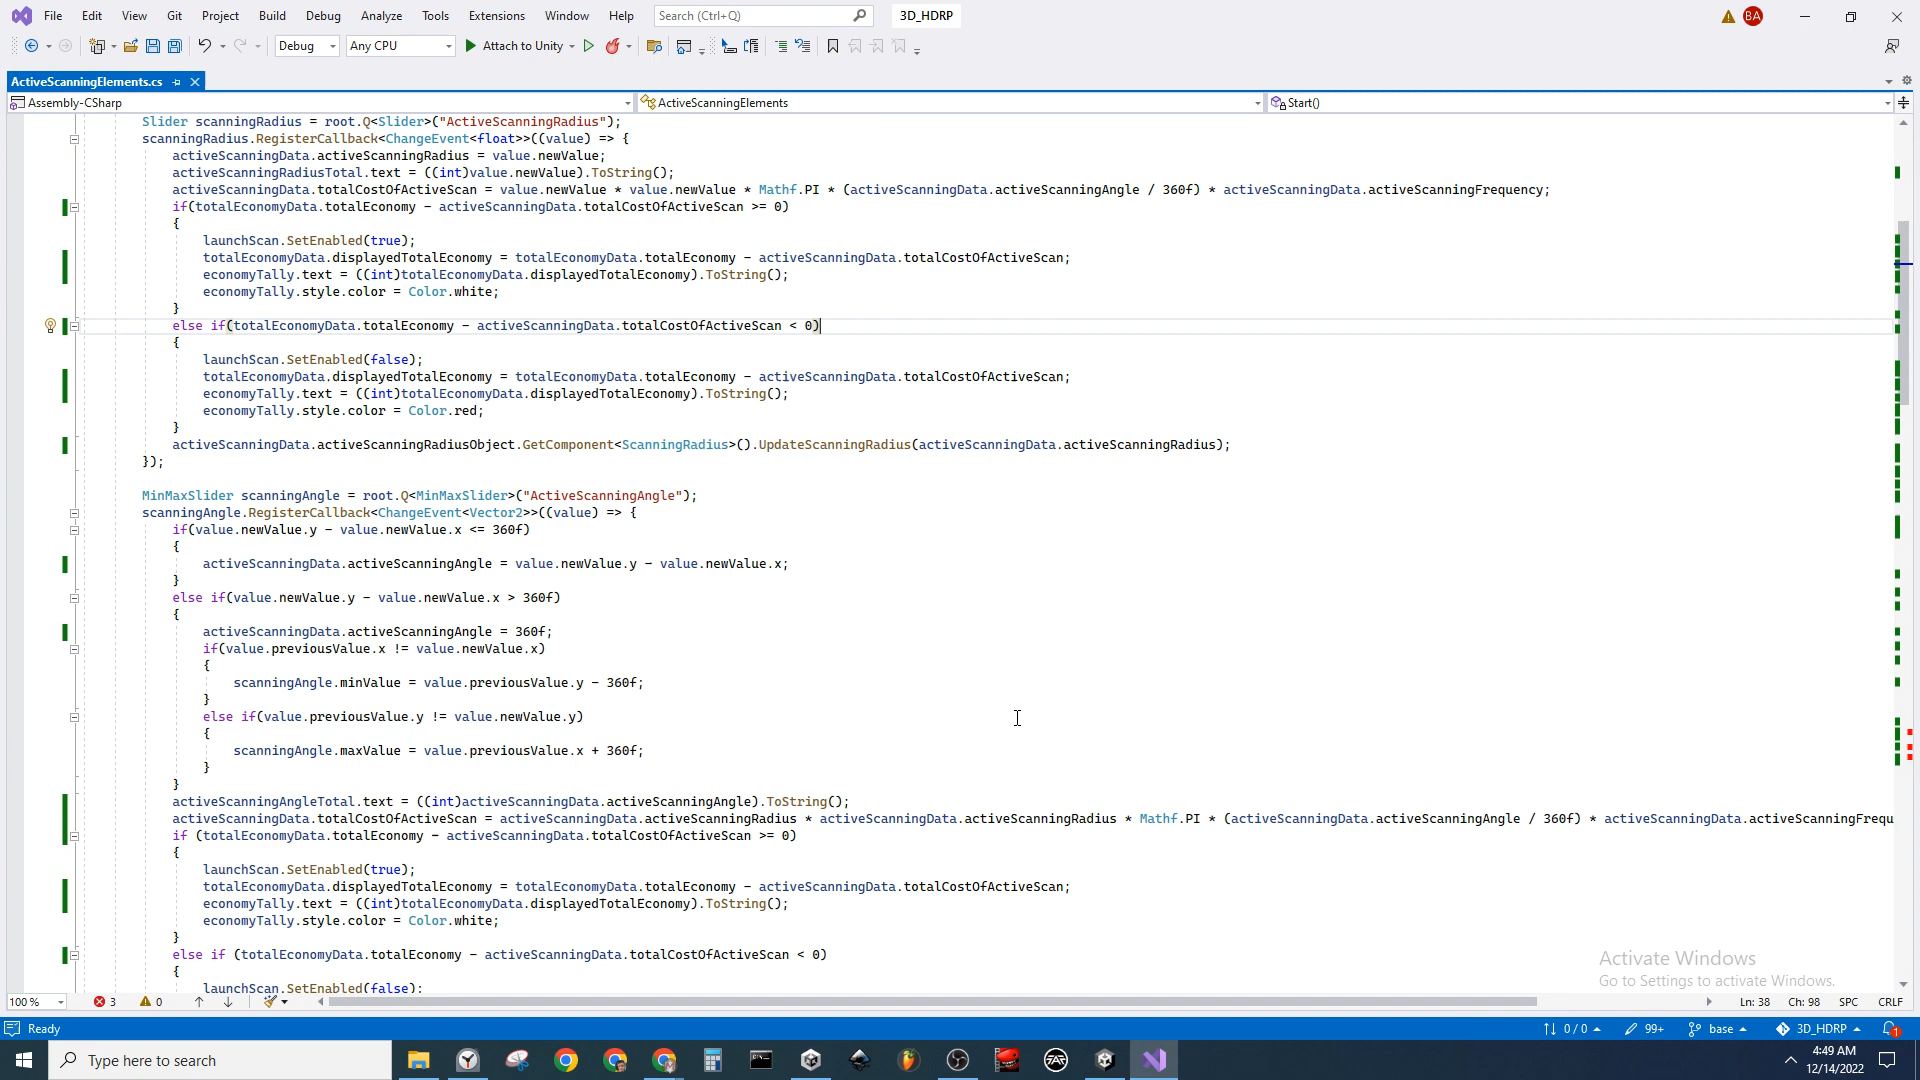 File Edit View Git Project Build Debug Analyze Tools Extensions Window Help Search (Ctrl+Q) 3D_HDRP BA
Debug Any CPU Attach to Unity
ActiveScanningElements.cs
Assembly-CSharp ActiveScanningElements Start()
Slider scanningRadius = root.Q<Slider>("ActiveScanningRadius");
scanningRadius.RegisterCallback<ChangeEvent<float>>((value) => {
activeScanningData.activeScanningRadius = value.newValue;
activeScanningRadiusTotal.text = ((int)value.newValue).ToString();
activeScanningData.totalCostOfActiveScan = value.newValue * value.newValue * Mathf.PI * (activeScanningData.activeScanningAngle / 360f) * activeScanningData.activeScanningFrequency;
if(totalEconomyData.totalEconomy - activeScanningData.totalCostOfActiveScan >= 0)
{
launchScan.SetEnabled(true);
totalEconomyData.displayedTotalEconomy = totalEconomyData.totalEconomy - activeScanningData.totalCostOfActiveScan;
economyTally.text = ((int)totalEconomyData.displayedTotalEconomy).ToString();
economyTally.style.color = Color.white;
}
else if(totalEconomyData.totalEconomy - activeScanningData.totalCostOfActiveScan < 0)
{
launchScan.SetEnabled(false);
totalEconomyData.displayedTotalEconomy = totalEconomyData.totalEconomy - activeScanningData.totalCostOfActiveScan;
economyTally.text = ((int)totalEconomyData.displayedTotalEconomy).ToString();
economyTally.style.color = Color.red;
}
activeScanningData.activeScanningRadiusObject.GetComponent<ScanningRadius>().UpdateScanningRadius(activeScanningData.activeScanningRadius);
});
MinMaxSlider scanningAngle = root.Q<MinMaxSlider>("ActiveScanningAngle");
scanningAngle.RegisterCallback<ChangeEvent<Vector2>>((value) => {
if(value.newValue.y - value.newValue.x <= 360f)
{
activeScanningData.activeScanningAngle = value.newValue.y - value.newValue.x;
}
else if(value.newValue.y - value.newValue.x > 360f)
{
activeScanningData.activeScanningAngle = 360f;
if(value.previousValue.x != value.newValue.x)
{
scanningAngle.minValue = value.previousValue.y - 360f;
}
else if(value.previousValue.y != value.newValue.y)
{
scanningAngle.maxValue = value.previousValue.x + 360f;
}
}
activeScanningAngleTotal.text = ((int)activeScanningData.activeScanningAngle).ToString();
activeScanningData.totalCostOfActiveScan = activeScanningData.activeScanningRadius * activeScanningData.activeScanningRadius * Mathf.PI * (activeScanningData.activeScanningAngle / 360f) * activeScanningData.activeScanningFrequ
if (totalEconomyData.totalEconomy - activeScanningData.totalCostOfActiveScan >= 0)
{
launchScan.SetEnabled(true);
totalEconomyData.displayedTotalEconomy = totalEconomyData.totalEconomy - activeScanningData.totalCostOfActiveScan;
economyTally.text = ((int)totalEconomyData.displayedTotalEconomy).ToString();
economyTally.style.color = Color.white;
}
else if (totalEconomyData.totalEconomy - activeScanningData.totalCostOfActiveScan < 0)
{
launchScan.SetEnabled(false);
Activate Windows
Go to Settings to activate Windows.
100 % 3 0 Ln: 38 Ch: 98 SPC CRLF
Ready 0 / 0 99+ base 3D_HDRP 1
Type here to search 4:49 AM
12/14/2022